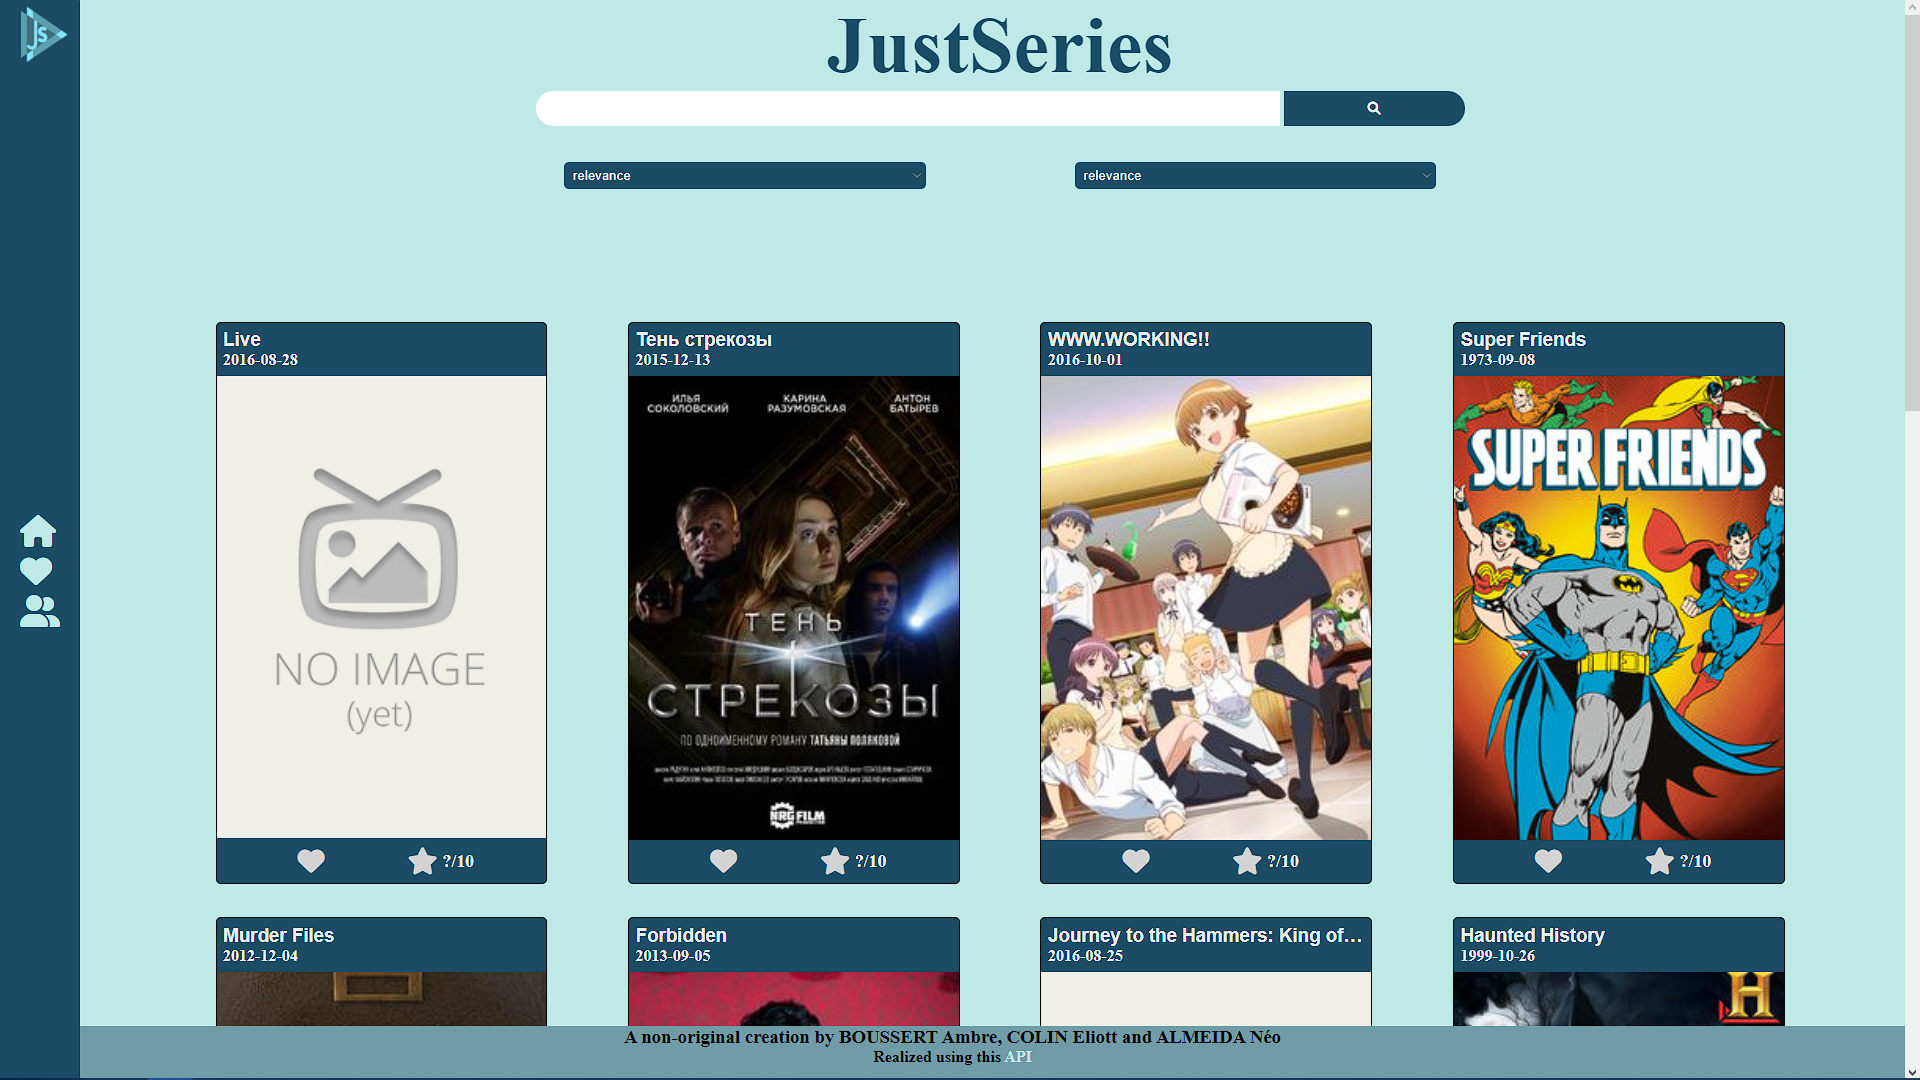 JS
JustSeries
relevance
relevance
Live
2016-08-28
NO IMAGE
(yet)
?/10
Тень стрекозы
2015-12-13
ИЛЬЯ
СОКОЛОВСКИЙ
КАРИНА
РАЗУМОВСКАЯ
АНТОН
БАТЫРЕВ
ТЕНЬ
СТРЕКОЗЫ
ПО ОДНОИМЕННОМУ РОМАНУ ТАТЬЯНЫ ПОЛЯКОВОЙ
NRG FILM
?/10
WWW.WORKING!!
2016-10-01
?/10
Super Friends
1973-09-08
SUPER FRIENDS
?/10
Murder Files
2012-12-04
Forbidden
2013-09-05
Journey to the Hammers: King of...
2016-08-25
Haunted History
1999-10-26
H
A non-original creation by BOUSSERT Ambre, COLIN Eliott and ALMEIDA Néo
Realized using this API